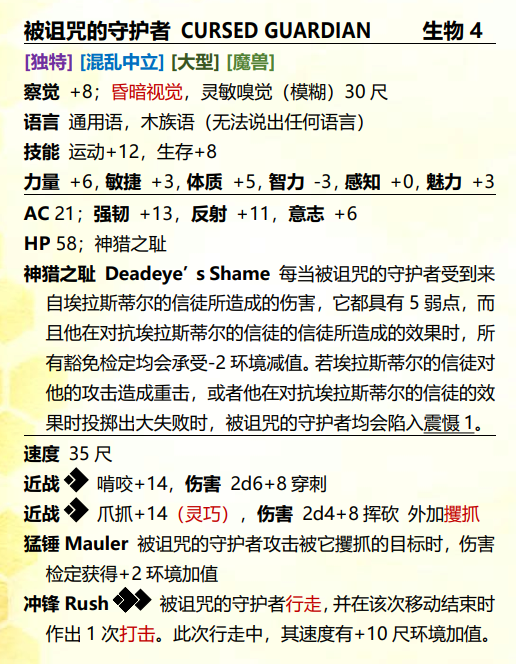 被诅咒的守护者 CURSED GUARDIAN 生物 4
[独特] [混乱中立] [大型] [魔兽]
察觉 +8；昏暗视觉，灵敏嗅觉（模糊）30 尺
语言 通用语，木族语（无法说出任何语言）
技能 运动+12，生存+8
力量 +6, 敏捷 +3, 体质 +5, 智力 -3, 感知 +0, 魅力 +3
AC 21；强韧 +13，反射 +11，意志 +6
HP 58；神猎之耻
神猎之耻 Deadeye’s Shame 每当被诅咒的守护者受到来
自埃拉斯蒂尔的信徒所造成的伤害，它都具有 5 弱点，而
且他在对抗埃拉斯蒂尔的信徒的信徒所造成的效果时，所
有豁免检定均会承受-2 环境减值。若埃拉斯蒂尔的信徒对
他的攻击造成重击，或者他在对抗埃拉斯蒂尔的信徒的效
果时投掷出大失败时，被诅咒的守护者均会陷入震慑 1。
速度 35 尺
近战 啃咬+14，伤害 2d6+8 穿刺
近战 爪抓+14（灵巧），伤害 2d4+8 挥砍 外加攫抓
猛锤 Mauler 被诅咒的守护者攻击被它攫抓的目标时，伤害
检定获得+2 环境加值
冲锋 Rush 被诅咒的守护者行走，并在该次移动结束时
作出 1 次打击。此次行走中，其速度有+10 尺环境加值。